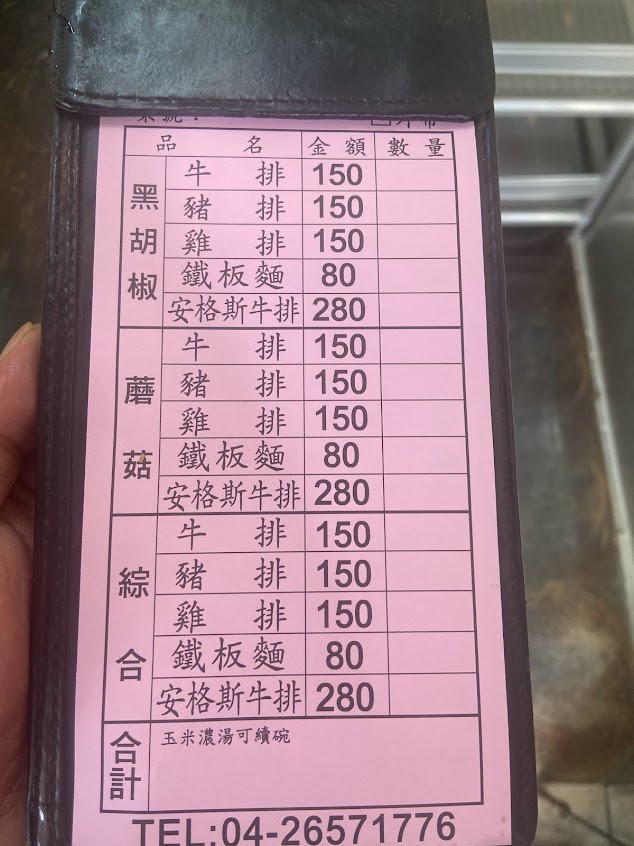 品 名 金額 數量
黑胡椒
牛 排 150
豬 排 150
雞 排 150
鐵板麵 80
安格斯牛排 280
蘑菇
牛 排 150
豬 排 150
雞 排 150
鐵板麵 80
安格斯牛排 280
綜合
牛 排 150
豬 排 150
雞 排 150
鐵板麵 80
安格斯牛排 280
合計
玉米濃湯可續碗
TEL:04-26571776